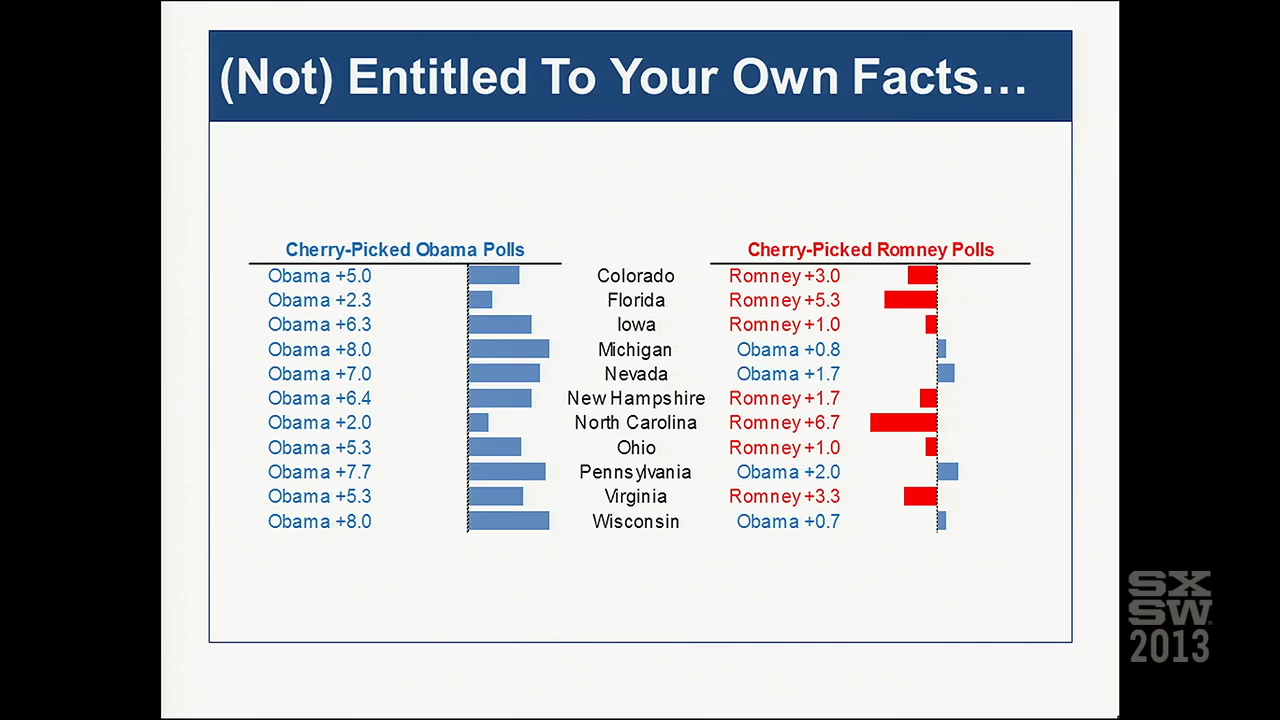 (Not) Entitled To Your Own Facts…
Cherry-Picked Obama Polls Cherry-Picked Romney Polls
Obama +5.0 Colorado Romney +3.0
Obama +2.3 Florida Romney +5.3
Obama +6.3 Iowa Romney +1.0
Obama +8.0 Michigan Obama +0.8
Obama +7.0 Nevada Obama +1.7
Obama +6.4 New Hampshire Romney +1.7
Obama +2.0 North Carolina Romney +6.7
Obama +5.3 Ohio Romney +1.0
Obama +7.7 Pennsylvania Obama +2.0
Obama +5.3 Virginia Romney +3.3
Obama +8.0 Wisconsin Obama +0.7
SX
SW
2013